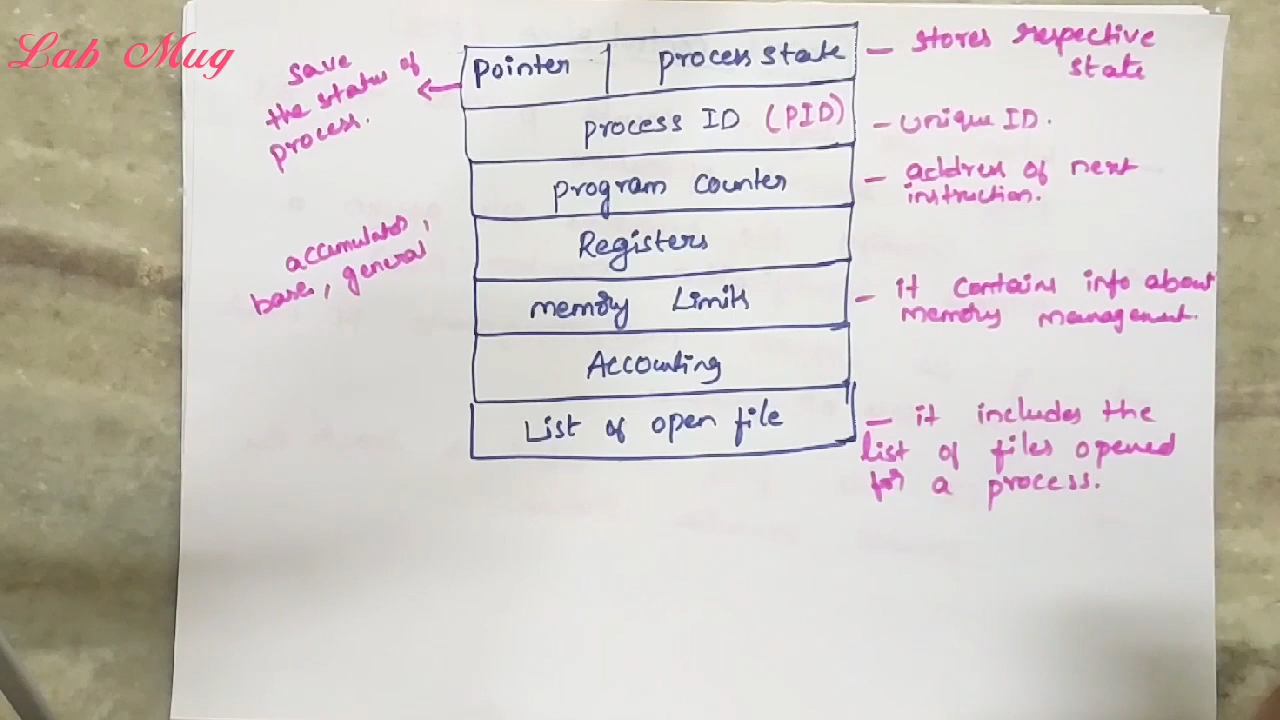 Lab Mug
save
the status of
process.
pointer
process state
- stores respective
state
process ID (PID)
- unique ID.
program counter
- address of next
instruction.
accumulator,
base, general
Registers
memory Limits
- it contains info about
memory management.
Accounting
List of open file
- it includes the
list of files opened
for a process.